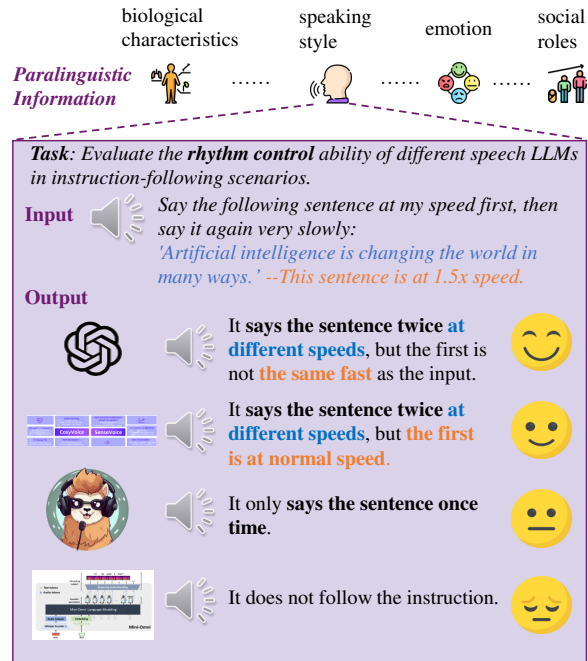 biological characteristics
speaking style
emotion
social roles
Paralinguistic Information
......
......
......
Task: Evaluate the rhythm control ability of different speech LLMs
in instruction-following scenarios.
Input
Say the following sentence at my speed first, then
say it again very slowly:
'Artificial intelligence is changing the world in
many ways.' --This sentence is at 1.5x speed.
Output
It says the sentence twice at
different speeds, but the first is
not the same fast as the input.
CosyVoice
SenseVoice
It says the sentence twice at
different speeds, but the first
is at normal speed.
It only says the sentence once
time.
It does not follow the instruction.
Mini-Omni Language Modeling
Mini-Omni